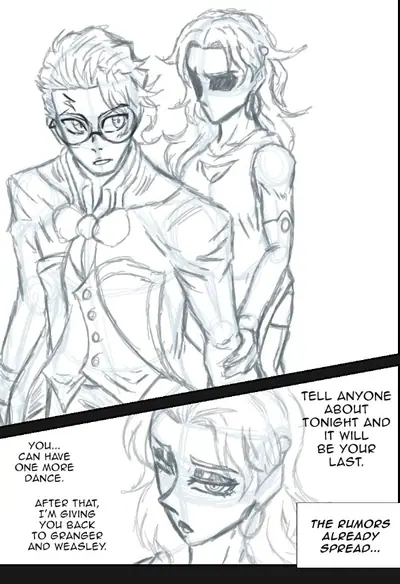 TELL ANYONE
ABOUT
TONIGHT AND
IT WILL
BE YOUR
LAST.
YOU...
CAN HAVE
ONE MORE
DANCE.
AFTER THAT,
I'M GIVING
YOU BACK
TO GRANGER
AND WEASLEY.
THE RUMORS
ALREADY
SPREAD...